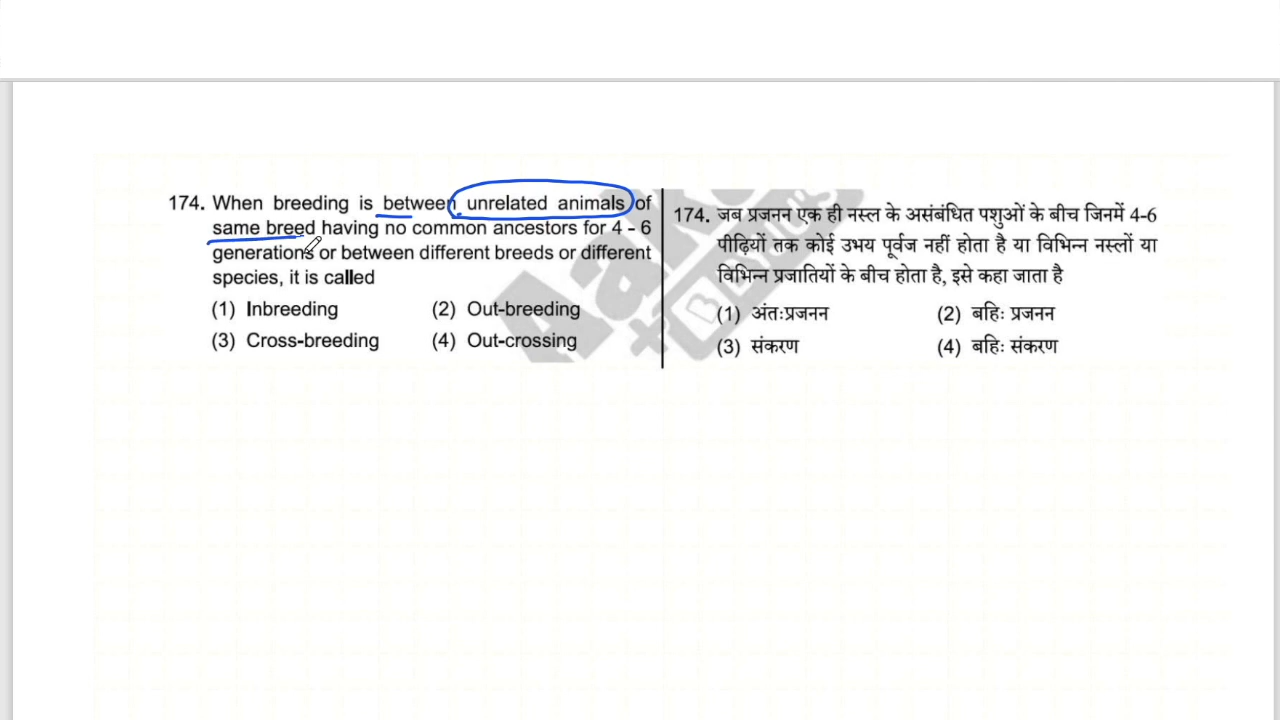 174. When breeding is between unrelated animals of
same breed having no common ancestors for 4 - 6
generations or between different breeds or different
species, it is called
(1) Inbreeding (2) Out-breeding
(3) Cross-breeding (4) Out-crossing
174. जब प्रजनन एक ही नस्ल के असंबंधित पशुओं के बीच जिनमें 4-6
पीढ़ियों तक कोई उभय पूर्वज नहीं होता है या विभिन्न नस्लों या
विभिन्न प्रजातियों के बीच होता है, इसे कहा जाता है
(1) अंतःप्रजनन (2) बहिः प्रजनन
(3) संकरण (4) बहिः संकरण